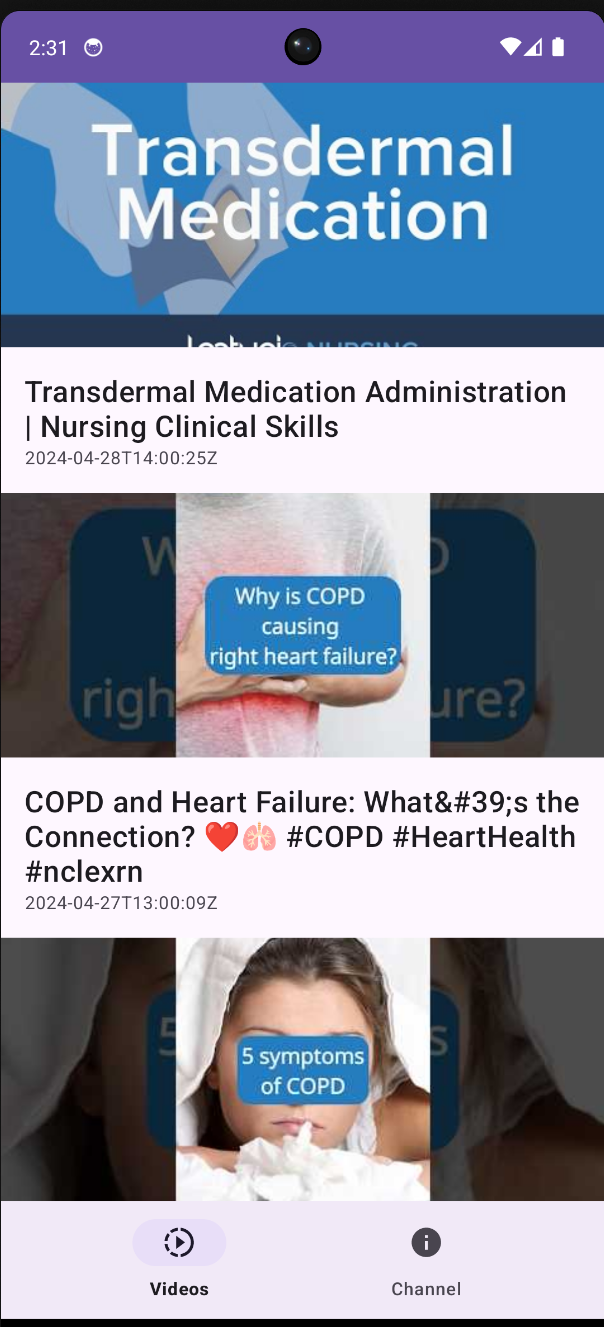 2:31
Transdermal
Medication
NURSING
Transdermal Medication Administration
| Nursing Clinical Skills
2024-04-28T14:00:25Z
Why is COPD
causing
right heart failure?
COPD and Heart Failure: What&#39;s the
Connection? ❤️🫁 #COPD #HeartHealth
#nclexrn
2024-04-27T13:00:09Z
5 symptoms
of COPD
Videos
Channel